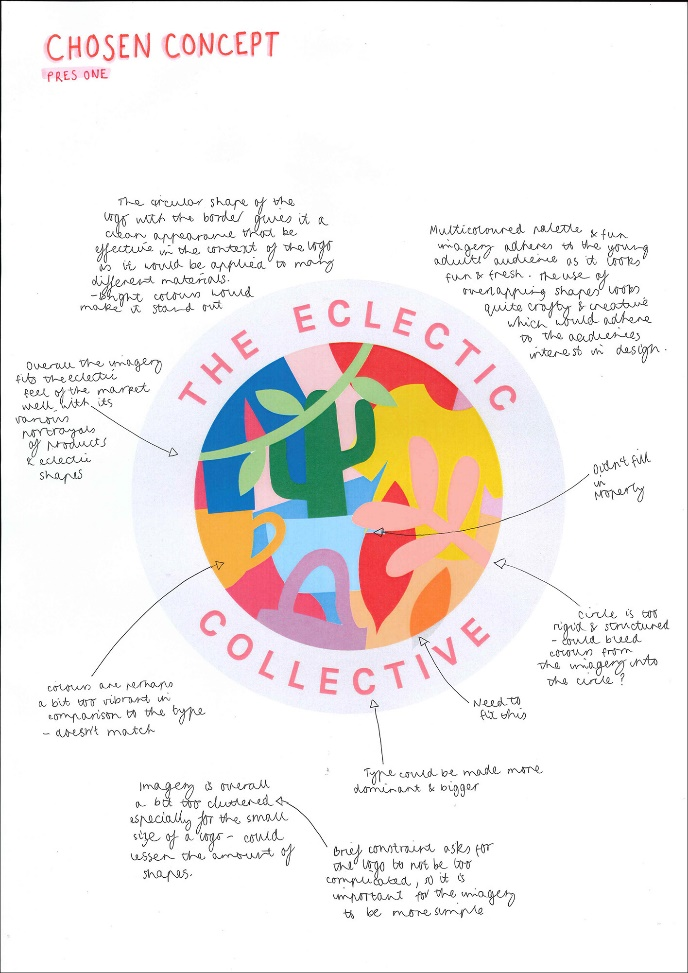 CHOSEN CONCEPT
PRES ONE
The circular shape of the
logo with the border gives it a
clean appearance that be
effective in the context of the logo
as it would be applied to many
different materials.
- Bright colours would
make it stand out
Multicoloured palette & fun
imagery adheres to the young
adults audience as it looks
fun & fresh. The use of
overlapping shapes looks
quite crafty & creative
which would adhere
to the audiences
interest in design.
Overall the imagery
fits the eclectic
feel of the market
well with its
various
portrayals
of products
& eclectic
shapes
THE ECLECTIC
COLLECTIVE
Didn't fill
in
properly
circle is too
rigid & structured
- could bleed
colours from
the imagery into
the circle?
Need to
fix this
colours are perhaps
a bit too vibrant in
comparison to the type
- doesn't match
Type could be made more
dominant & bigger
Imagery is overall
a bit too cluttered
especially for the small
size of a logo - could
lessen the amount of
shapes.
Brief constraint asks for
the logo to not be too
complicated, so it is
important for the imagery
to be more simple